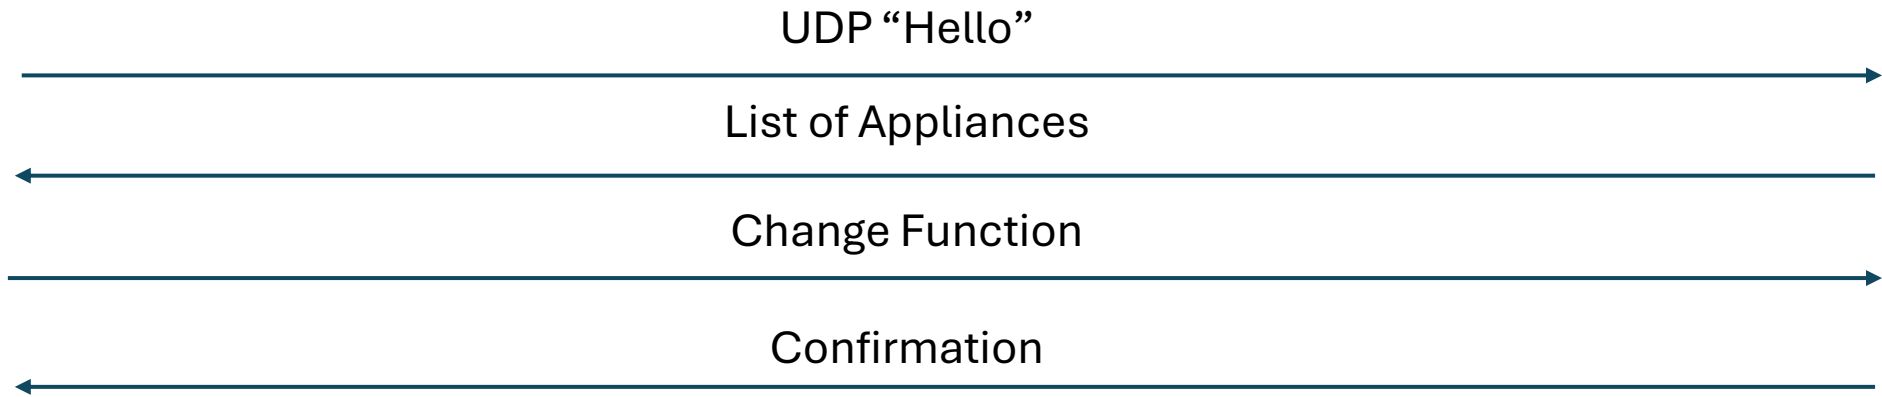 UDP “Hello”
List of Appliances
Change Function
Confirmation